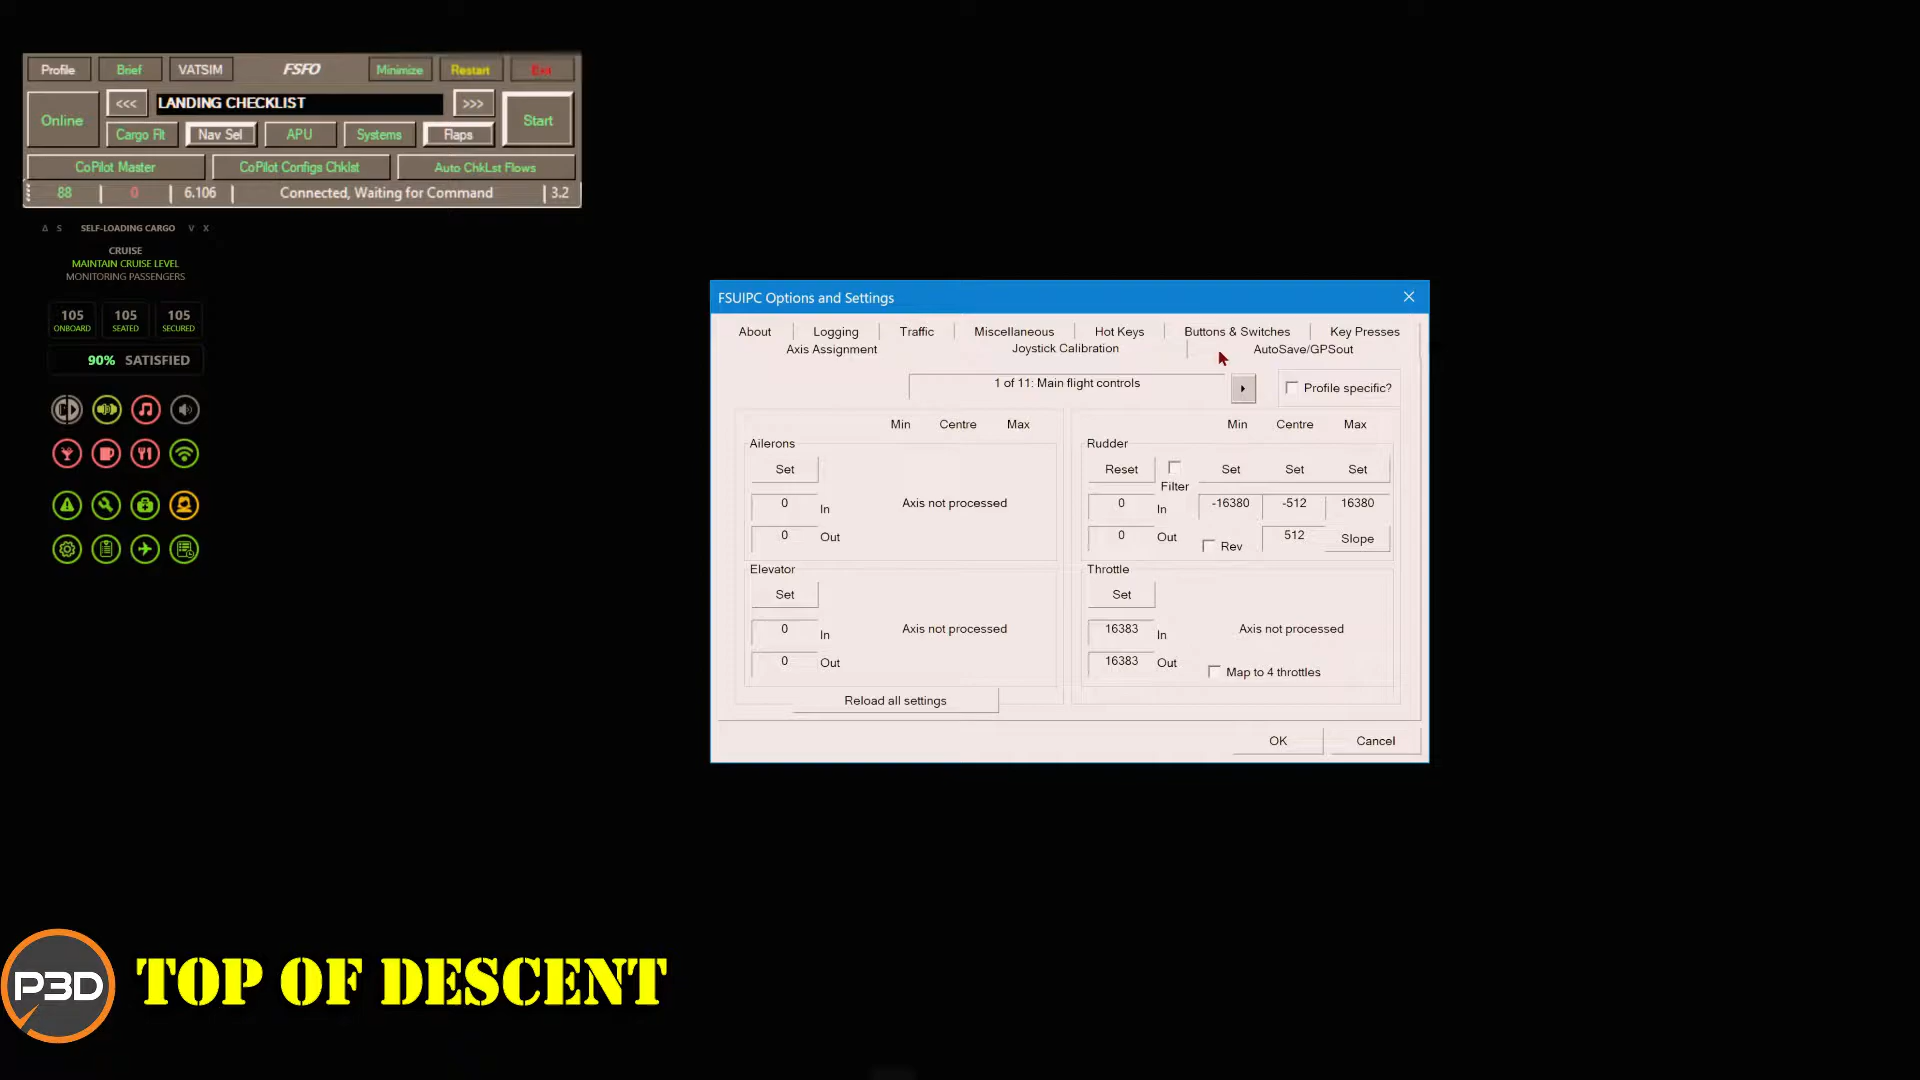 Profile Brief VATSIM FSFO Minimize Restart Exit
Online <<< LANDING CHECKLIST >>> Start
Cargo Flt Nav Sel APU Systems Flaps
CoPilot Master CoPilot Configs Chklst Auto ChkLst Flows
88 0 6.106 Connected, Waiting for Command 3.2
Δ S SELF-LOADING CARGO V X
CRUISE
MAINTAIN CRUISE LEVEL
MONITORING PASSENGERS
105 105 105
ONBOARD SEATED SECURED
90% SATISFIED
FSUIPC Options and Settings
About Logging Traffic Miscellaneous Hot Keys Buttons & Switches Key Presses
Axis Assignment Joystick Calibration AutoSave/GPSout
1 of 11: Main flight controls Profile specific?
Min Centre Max
Ailerons
Set
0 In Axis not processed
0 Out
Elevator
Set
0 In Axis not processed
0 Out
Reload all settings
Min Centre Max
Rudder
Reset Filter Set Set Set
0 In -16380 -512 16380
0 Out Rev 512 Slope
Throttle
Set
16383 In Axis not processed
16383 Out Map to 4 throttles
OK Cancel
P3D TOP OF DESCENT